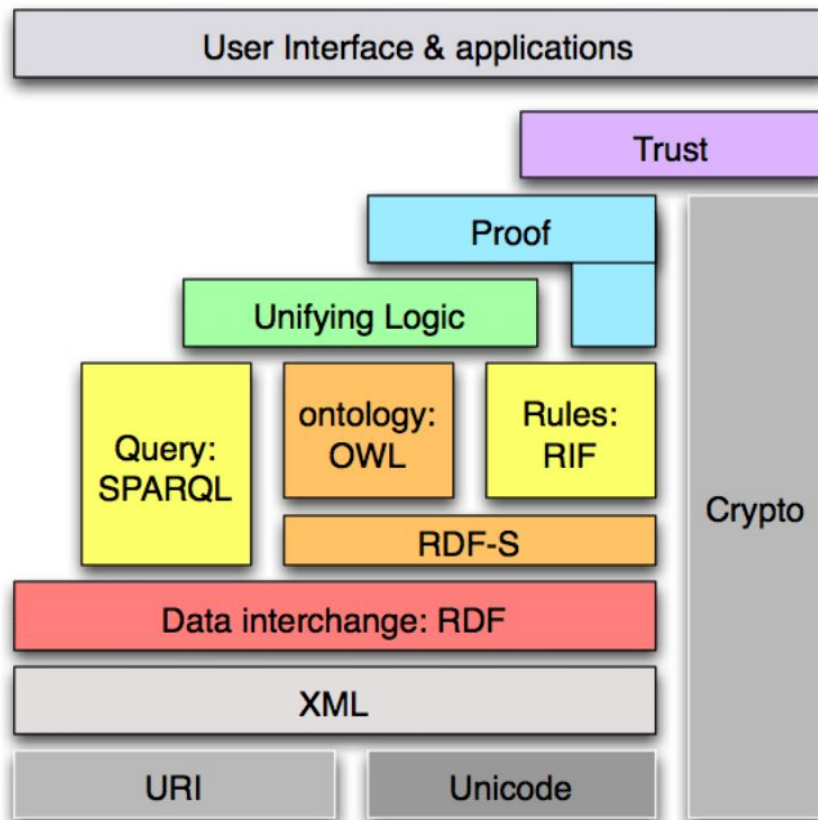 User Interface & applications
Trust
Proof
Unifying Logic
Query:
SPARQL
ontology:
OWL
Rules:
RIF
RDF-S
Crypto
Data interchange: RDF
XML
URI
Unicode